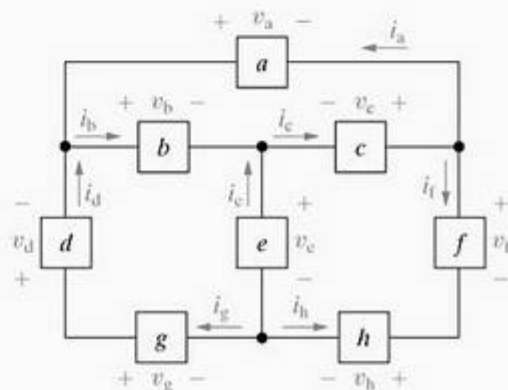 + v_a −
i_a
a
i_b
+ v_b −
i_c
− v_c +
b
c
−
i_d
i_e
+
i_f
+
v_d
d
e
v_e
f
v_f
+
−
−
i_g
i_h
g
h
+ v_g −
− v_h +